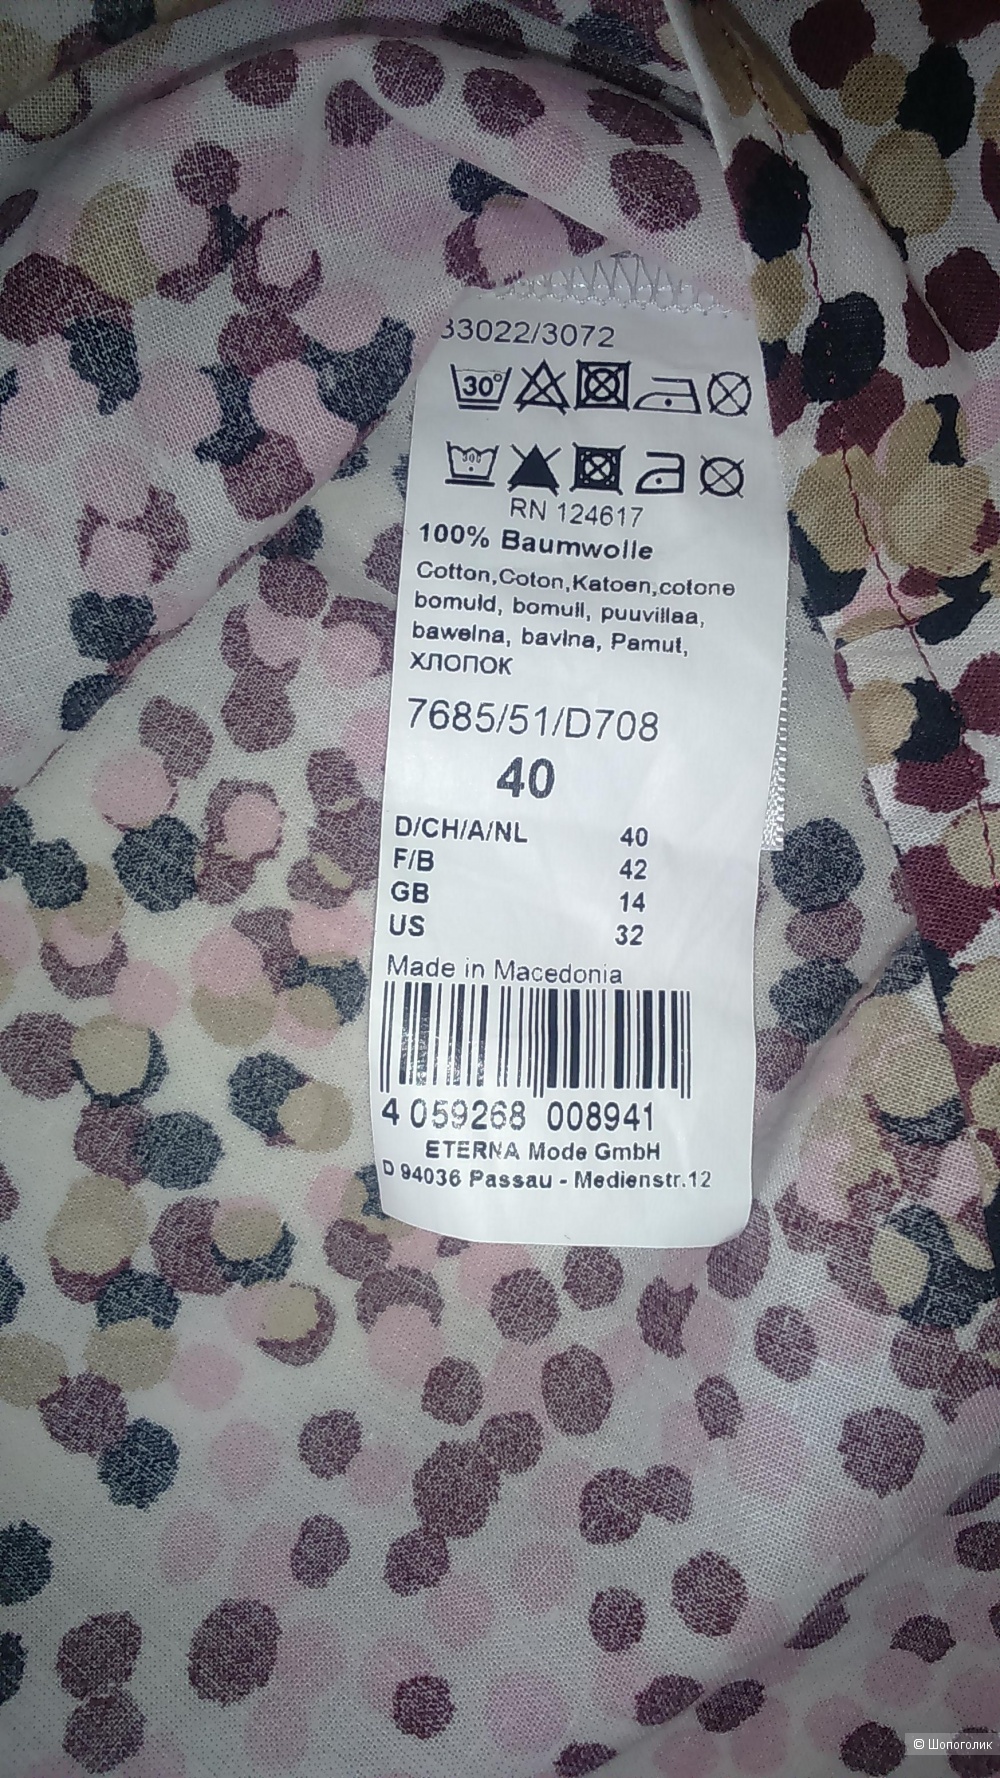 33022/3072
30°
RN 124617
100% Baumwolle
Cotton,Coton,Katoen,cotone
bomuld, bomull, puuvillaa,
bawelna, bavlna, Pamut,
ХЛОПОК
7685/51/D708
40
D/CH/A/NL 40
F/B 42
GB 14
US 32
Made in Macedonia
4 059268 008941
ETERNA Mode GmbH
D 94036 Passau - Medienstr.12
© Шопоголик